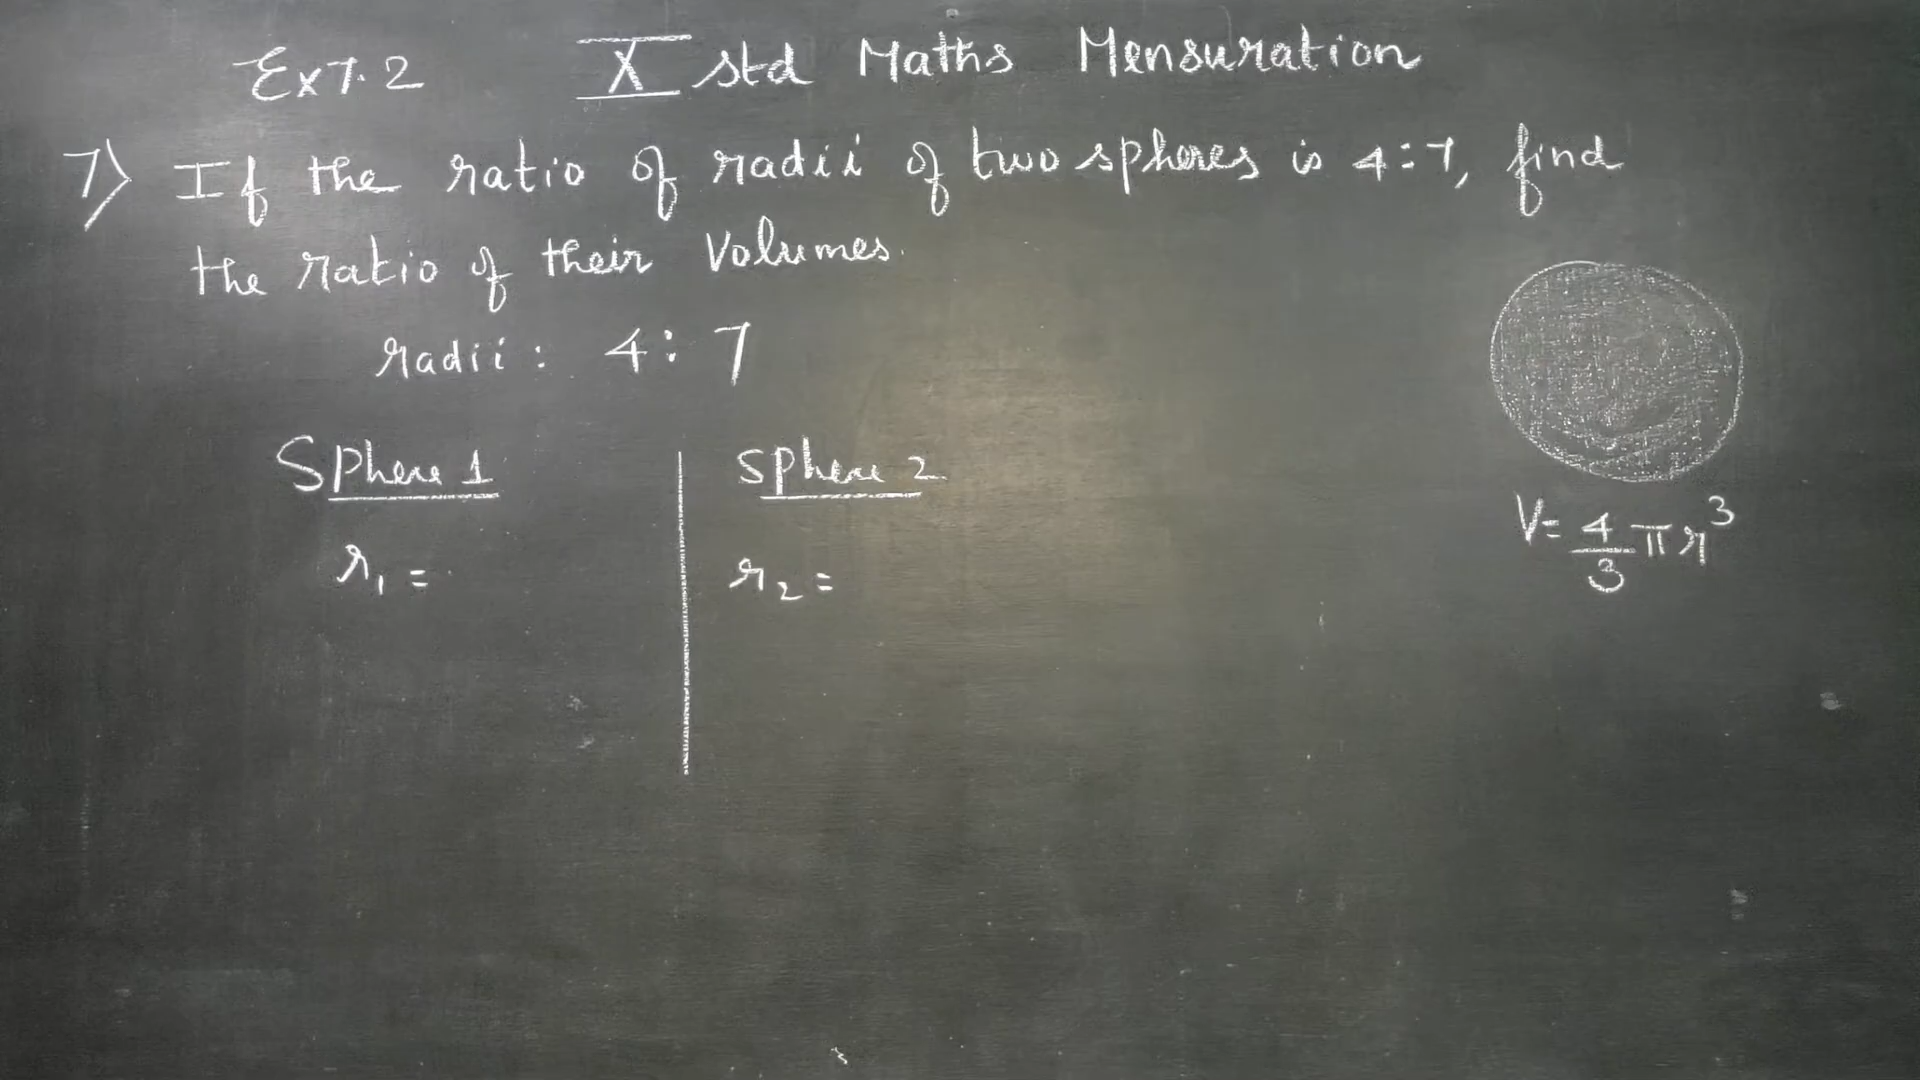 Ex 7.2 X std Maths Mensuration
7) If the ratio of radii of two spheres is 4:7, find
the ratio of their Volumes.
radii : 4 : 7
Sphere 1 Sphere 2
r₁ = r₂ =
V = 4/3 πr³